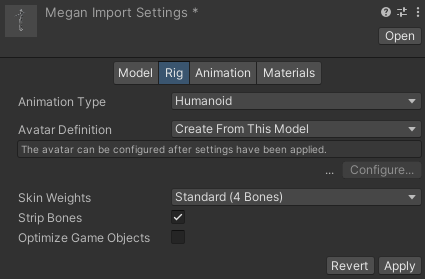 Megan Import Settings *
Open
Model Rig Animation Materials
Animation Type Humanoid
Avatar Definition Create From This Model
The avatar can be configured after settings have been applied.
... Configure...
Skin Weights Standard (4 Bones)
Strip Bones
Optimize Game Objects
Revert Apply